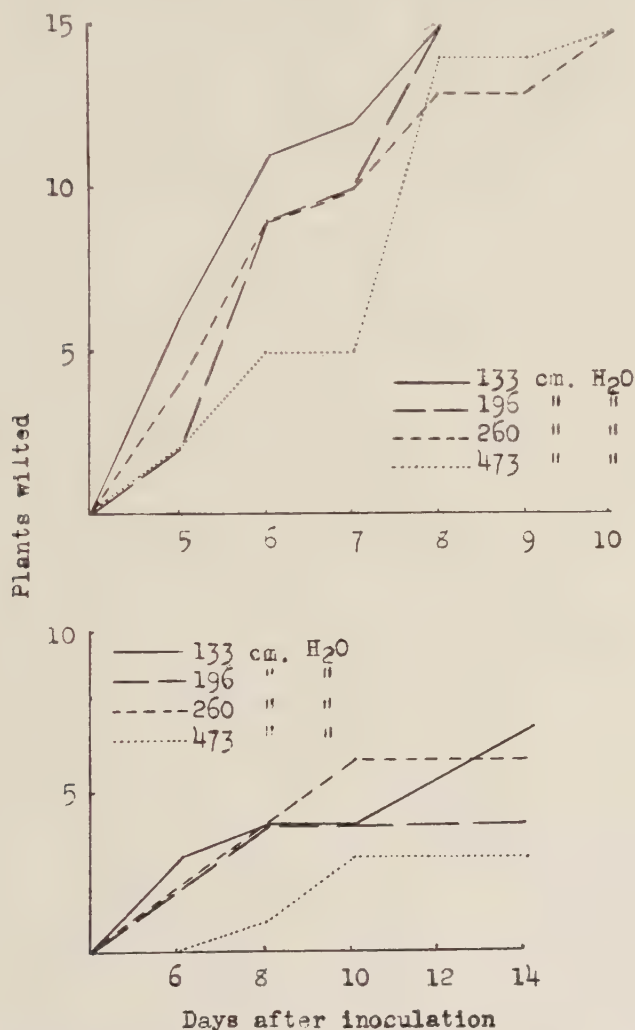 15
10
5
133 cm. H2O
196 " "
260 " "
473 " "
5 6 7 8 9 10
Plants wilted
10
133 cm. H2O
196 " "
260 " "
473 " "
5
6 8 10 12 14
Days after inoculation